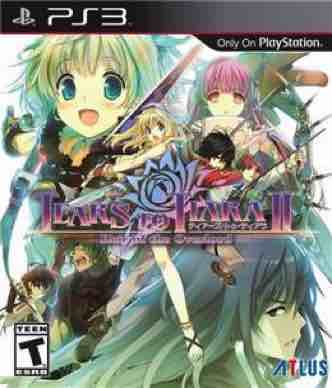 PS3
Only On PlayStation.
TEARS TO TIARA II
ティアーズ・トゥ・ティアラ
Heir of the Overlord
TEEN
T
ESRB
ATLUS